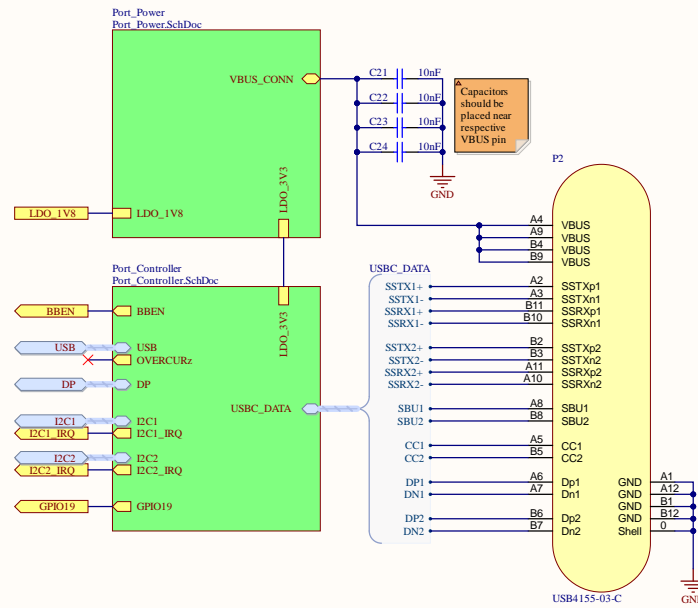 Port_Power
Port_Power.SchDoc
VBUS_CONN
LDO_3V3
LDO_1V8
LDO_1V8
C21
10nF
C22
10nF
C23
10nF
C24
10nF
GND
Capacitors
should be
placed near
respective
VBUS pin
Port_Controller
Port_Controller.SchDoc
LDO_3V3
BBEN
BBEN
USB
USB
OVERCURz
DP
DP
I2C1
I2C1
I2C1_IRQ
I2C1_IRQ
I2C2
I2C2
I2C2_IRQ
I2C2_IRQ
GPIO19
GPIO19
USBC_DATA
USBC_DATA
SSTX1+
SSTX1-
SSRX1+
SSRX1-
SSTX2+
SSTX2-
SSRX2+
SSRX2-
SBU1
SBU2
CC1
CC2
DP1
DN1
DP2
DN2
P2
A4 VBUS
A9 VBUS
B4 VBUS
B9 VBUS
A2 SSTXp1
A3 SSTXn1
B11 SSRXp1
B10 SSRXn1
B2 SSTXp2
B3 SSTXn2
A11 SSRXp2
A10 SSRXn2
A8 SBU1
B8 SBU2
A5 CC1
B5 CC2
A6 Dp1
A7 Dn1
B6 Dp2
B7 Dn2
GND A1
GND A12
GND B1
GND B12
Shell 0
GND
USB4155-03-C